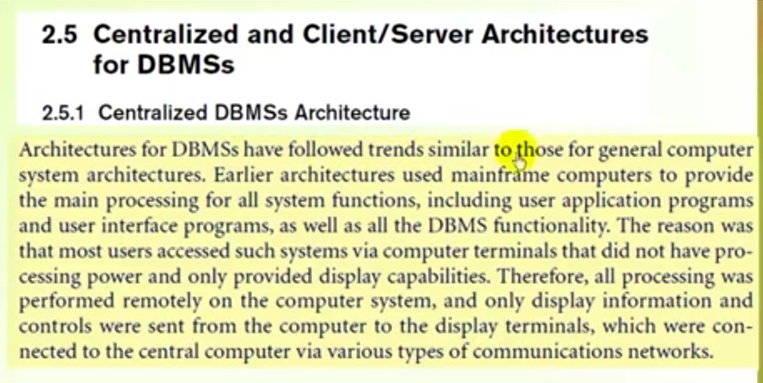 2.5 Centralized and Client/Server Architectures
for DBMSs
2.5.1 Centralized DBMSs Architecture
Architectures for DBMSs have followed trends similar to those for general computer
system architectures. Earlier architectures used mainframe computers to provide
the main processing for all system functions, including user application programs
and user interface programs, as well as all the DBMS functionality. The reason was
that most users accessed such systems via computer terminals that did not have pro-
cessing power and only provided display capabilities. Therefore, all processing was
performed remotely on the computer system, and only display information and
controls were sent from the computer to the display terminals, which were con-
nected to the central computer via various types of communications networks.